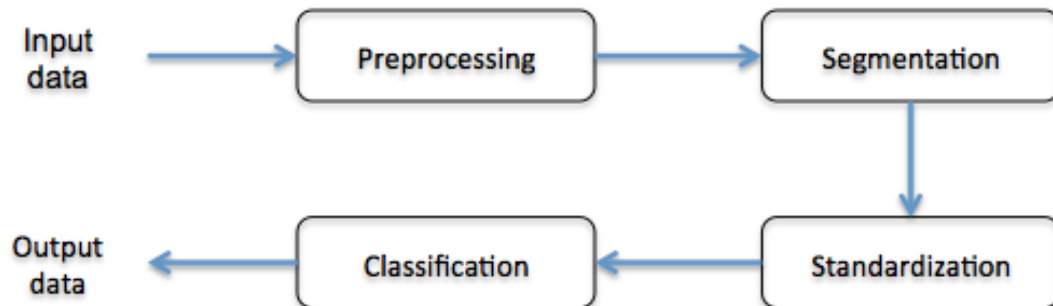 Input
data
Preprocessing
Segmentation
Output
data
Classification
Standardization